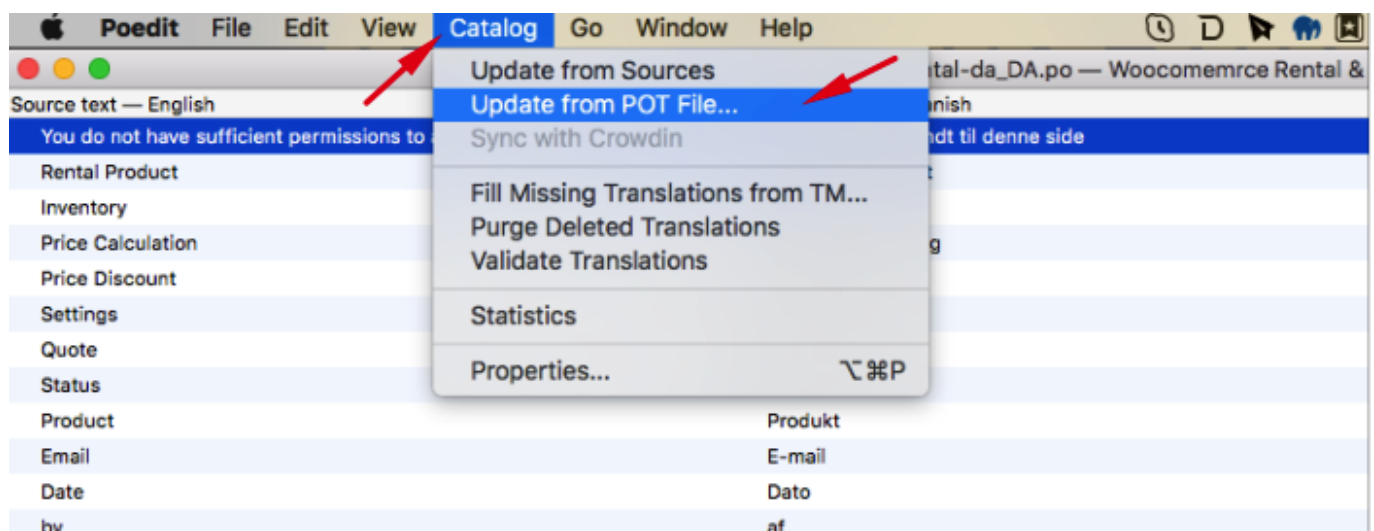 Poedit File Edit View Catalog Go Window Help
tal-da_DA.po — Woocomemrce Rental &
Source text — English
nish
You do not have sufficient permissions to
dt til denne side
Rental Product
Inventory
Price Calculation
g
Price Discount
Settings
Quote
Status
Product Produkt
Email E-mail
Date Dato
by af
Update from Sources
Update from POT File...
Sync with Crowdin
Fill Missing Translations from TM...
Purge Deleted Translations
Validate Translations
Statistics
Properties... ⌥⌘P